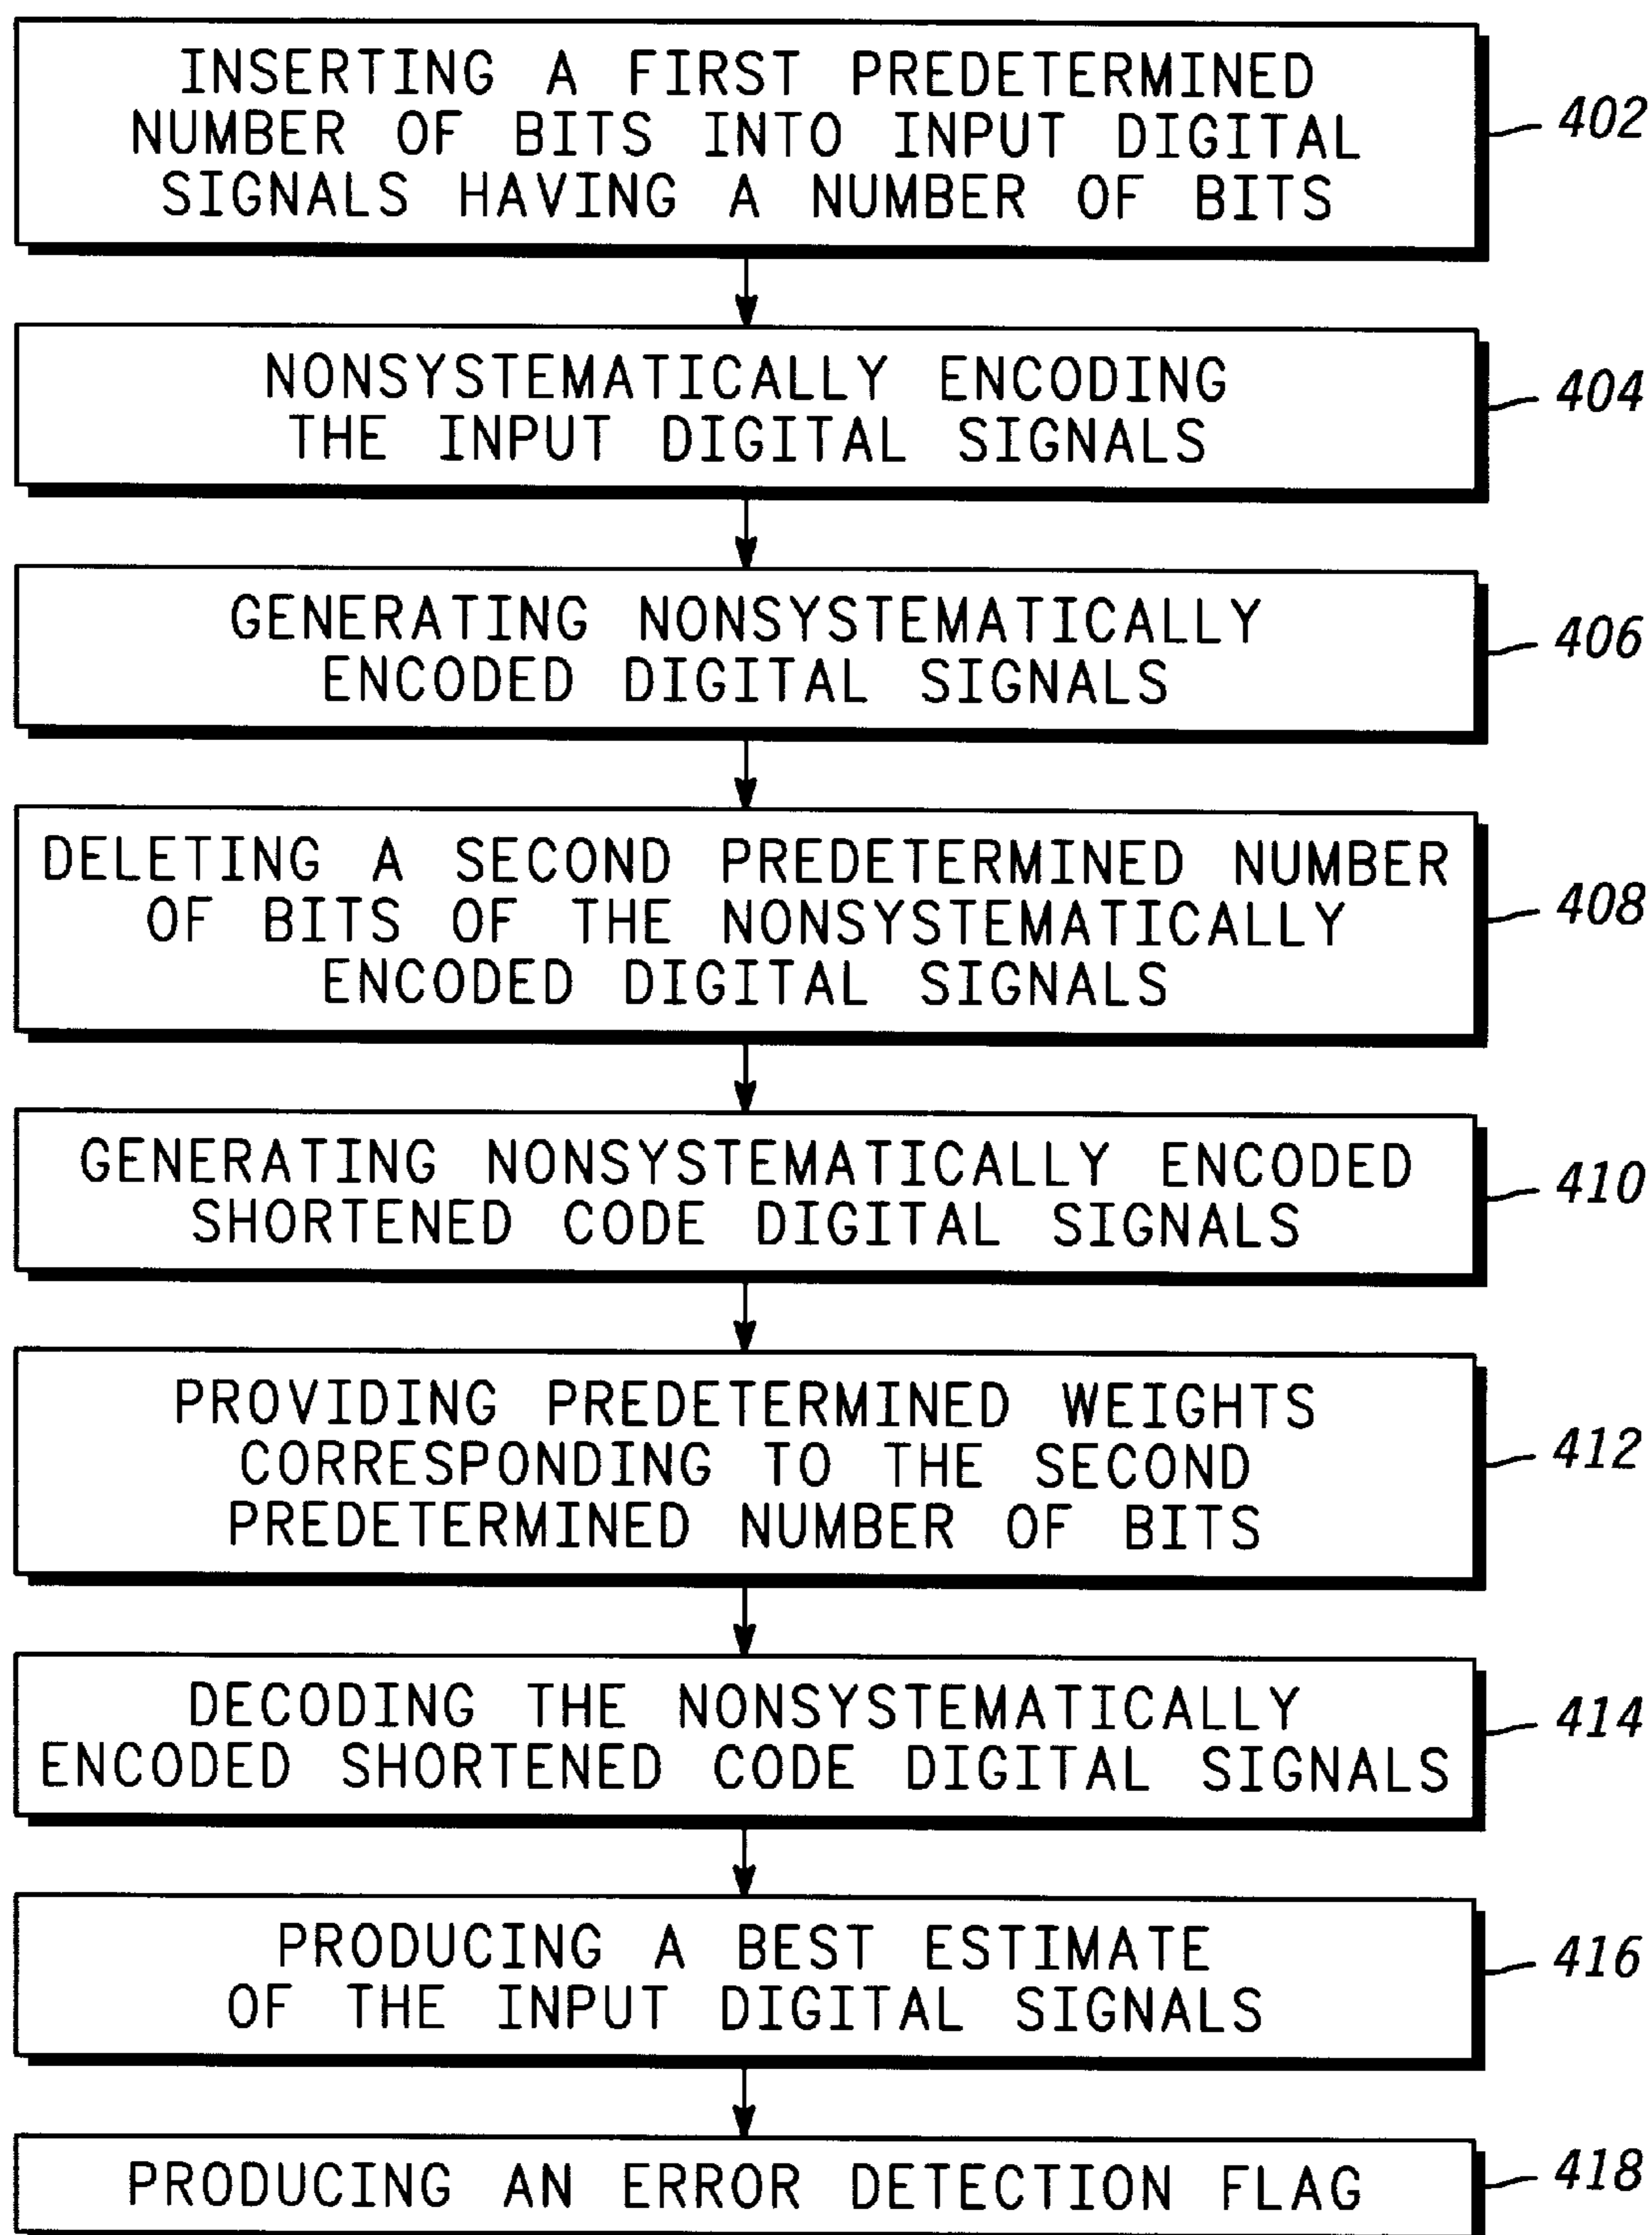 INSERTING A FIRST PREDETERMINED
NUMBER OF BITS INTO INPUT DIGITAL
SIGNALS HAVING A NUMBER OF BITS
402
NONSYSTEMATICALLY ENCODING
THE INPUT DIGITAL SIGNALS
404
GENERATING NONSYSTEMATICALLY
ENCODED DIGITAL SIGNALS
406
DELETING A SECOND PREDETERMINED NUMBER
OF BITS OF THE NONSYSTEMATICALLY
ENCODED DIGITAL SIGNALS
408
GENERATING NONSYSTEMATICALLY ENCODED
SHORTENED CODE DIGITAL SIGNALS
410
PROVIDING PREDETERMINED WEIGHTS
CORRESPONDING TO THE SECOND
PREDETERMINED NUMBER OF BITS
412
DECODING THE NONSYSTEMATICALLY
ENCODED SHORTENED CODE DIGITAL SIGNALS
414
PRODUCING A BEST ESTIMATE
OF THE INPUT DIGITAL SIGNALS
416
PRODUCING AN ERROR DETECTION FLAG
418